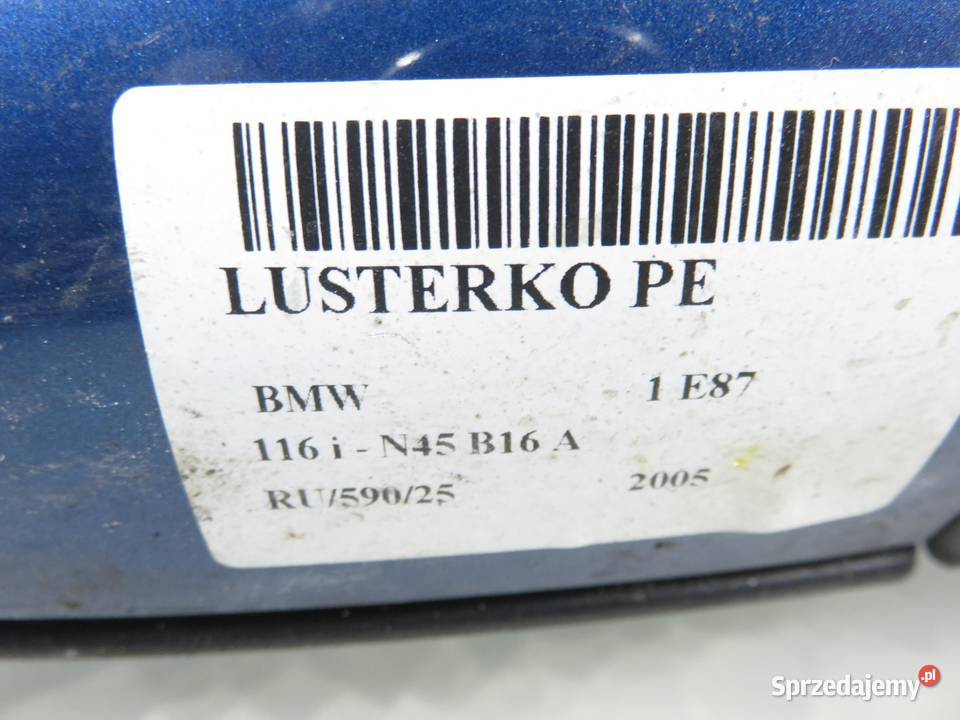 LUSTERKO PE
BMW 1 E87
116 i - N45 B16 A
RU/590/25 2005
Sprzedajemy.pl